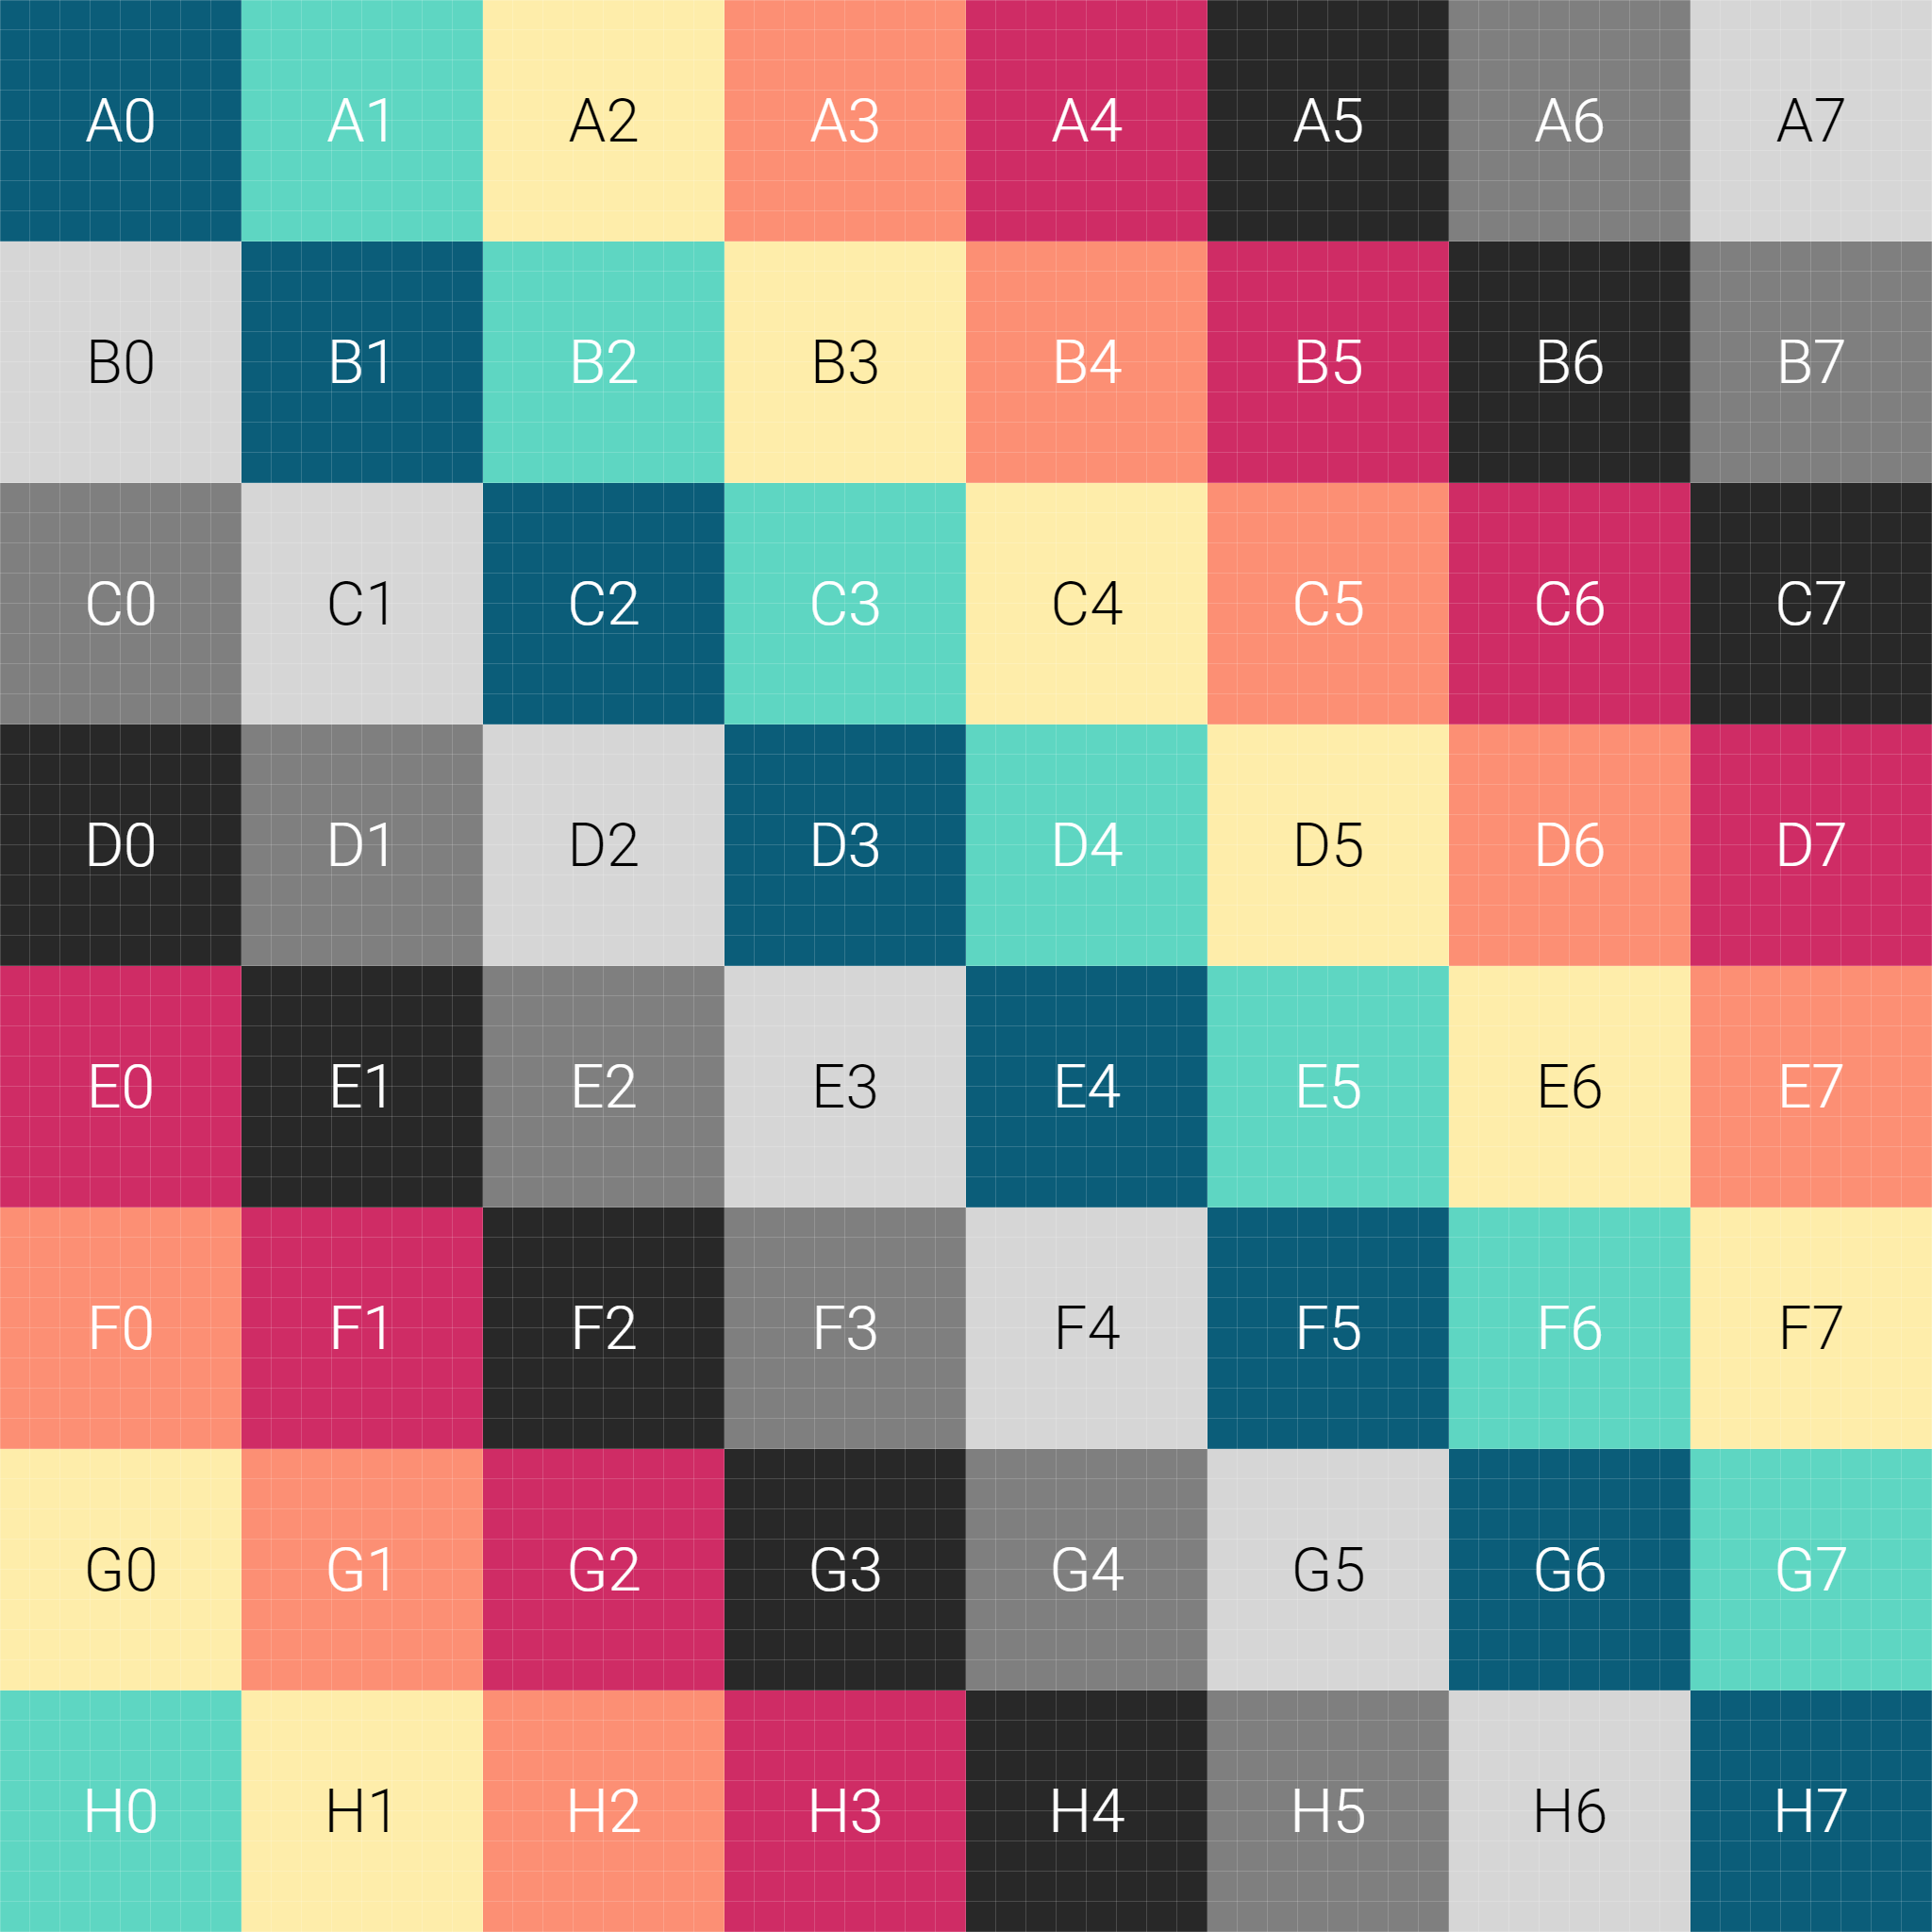 A0 A1 A2 A3 A4 A5 A6 A7
B0 B1 B2 B3 B4 B5 B6 B7
C0 C1 C2 C3 C4 C5 C6 C7
D0 D1 D2 D3 D4 D5 D6 D7
E0 E1 E2 E3 E4 E5 E6 E7
F0 F1 F2 F3 F4 F5 F6 F7
G0 G1 G2 G3 G4 G5 G6 G7
H0 H1 H2 H3 H4 H5 H6 H7